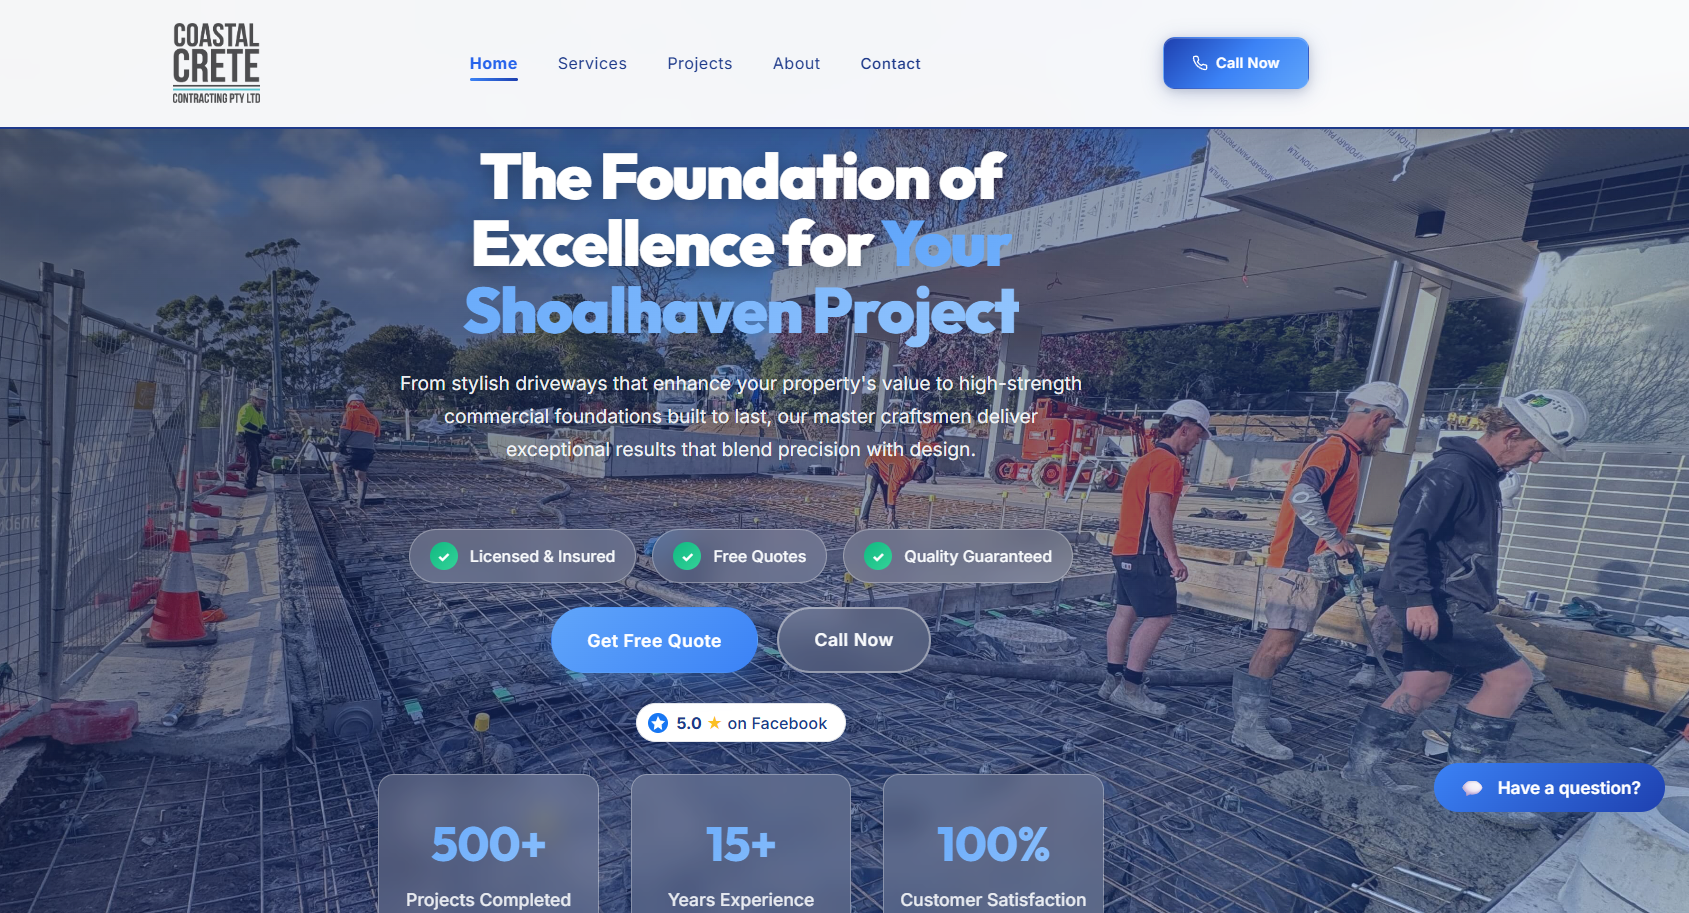 COASTAL
CRETE
CONTRACTING PTY LTD
Home Services Projects About Contact
Call Now
The Foundation of
Excellence for Your
Shoalhaven Project
From stylish driveways that enhance your property's value to high-strength
commercial foundations built to last, our master craftsmen deliver
exceptional results that blend precision with design.
Licensed & Insured Free Quotes Quality Guaranteed
Get Free Quote Call Now
5.0 ★ on Facebook
Have a question?
500+ 15+ 100%
Projects Completed Years Experience Customer Satisfaction